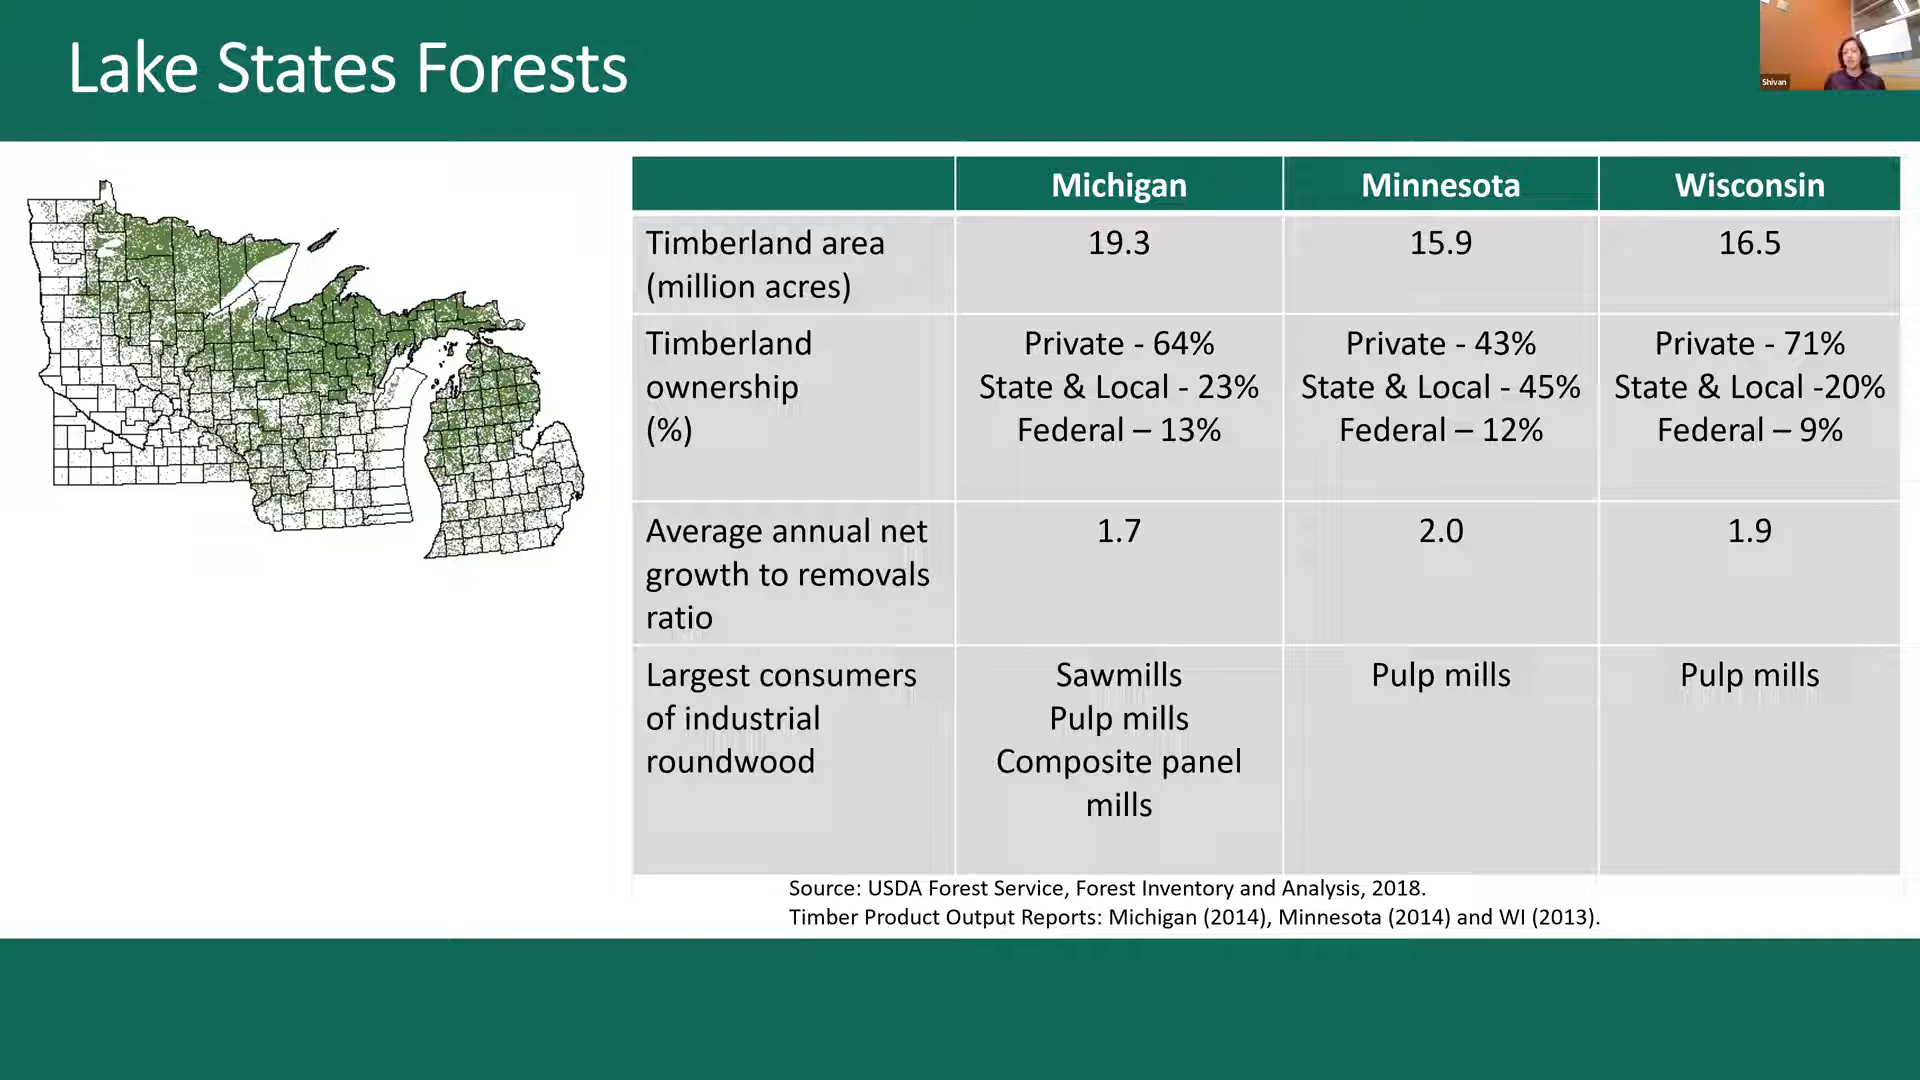 Lake States Forests
Shivan
Michigan Minnesota Wisconsin
Timberland area
(million acres)
19.3
15.9
16.5
Timberland
ownership
(%)
Private - 64%
State & Local - 23%
Federal – 13%
Private - 43%
State & Local - 45%
Federal – 12%
Private - 71%
State & Local -20%
Federal – 9%
Average annual net
growth to removals
ratio
1.7
2.0
1.9
Largest consumers
of industrial
roundwood
Sawmills
Pulp mills
Composite panel
mills
Pulp mills
Pulp mills
Source: USDA Forest Service, Forest Inventory and Analysis, 2018.
Timber Product Output Reports: Michigan (2014), Minnesota (2014) and WI (2013).